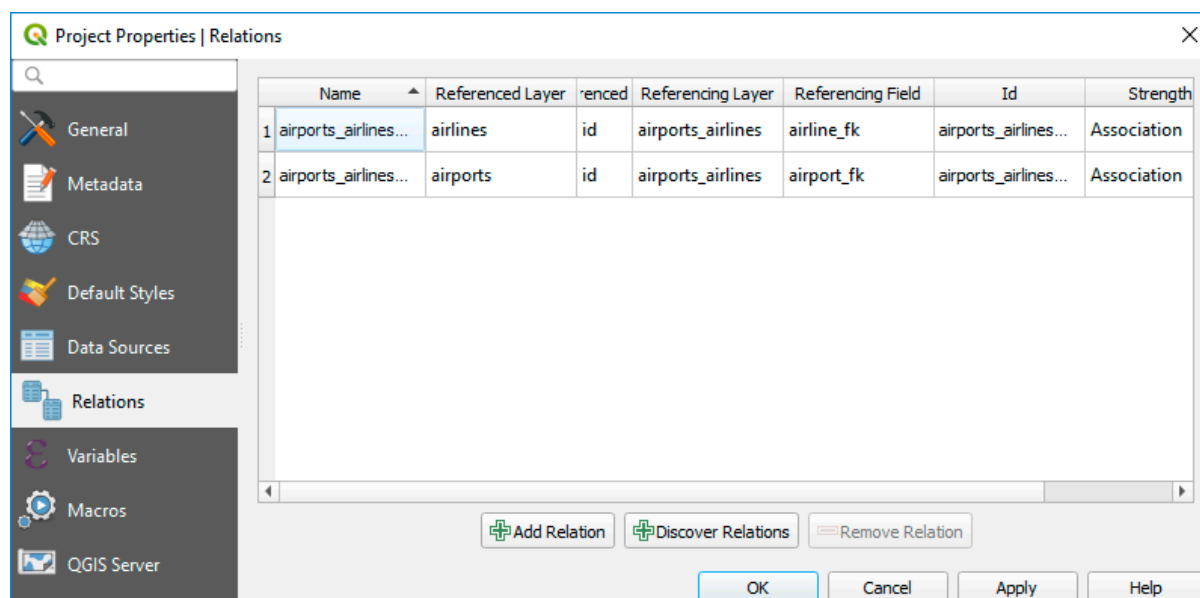 Project Properties | Relations
General
Metadata
CRS
Default Styles
Data Sources
Relations
Variables
Macros
QGIS Server
Name Referenced Layer renced Referencing Layer Referencing Field Id Strength
1 airports_airlines... airlines id airports_airlines airline_fk airports_airlines... Association
2 airports_airlines... airports id airports_airlines airport_fk airports_airlines... Association
Add Relation Discover Relations Remove Relation
OK Cancel Apply Help